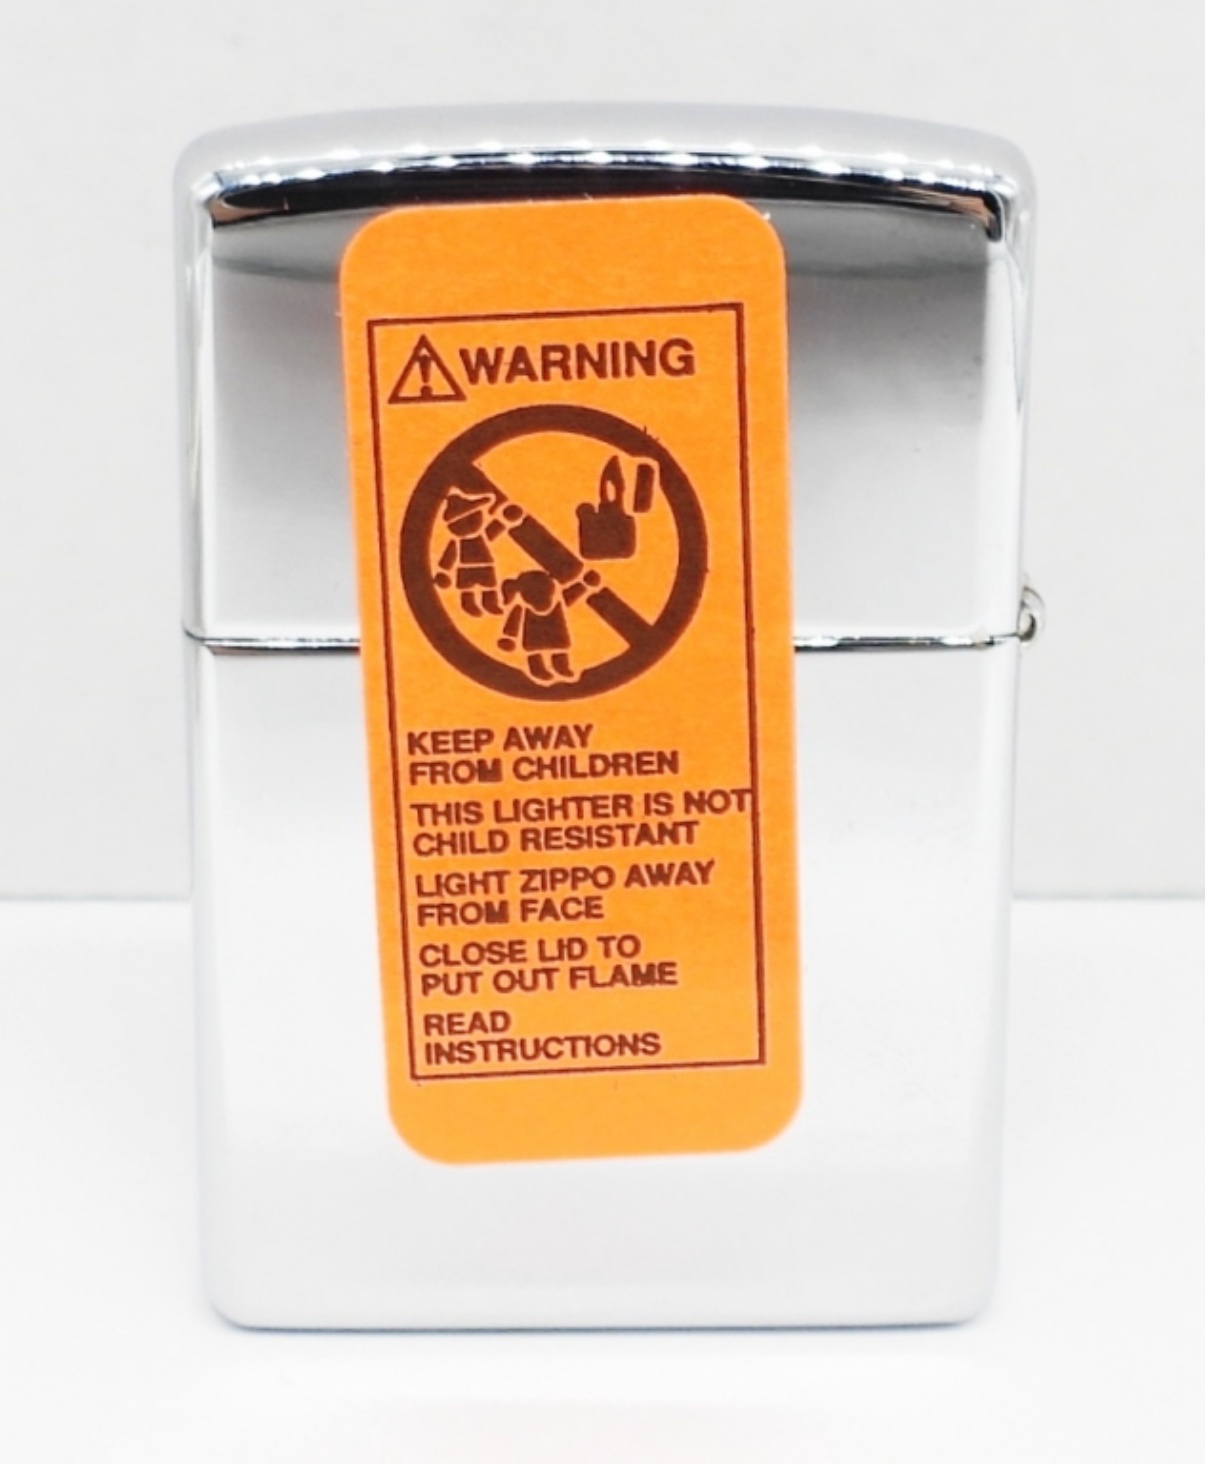 WARNING
KEEP AWAY
FROM CHILDREN
THIS LIGHTER IS NOT
CHILD RESISTANT
LIGHT ZIPPO AWAY
FROM FACE
CLOSE LID TO
PUT OUT FLAME
READ
INSTRUCTIONS